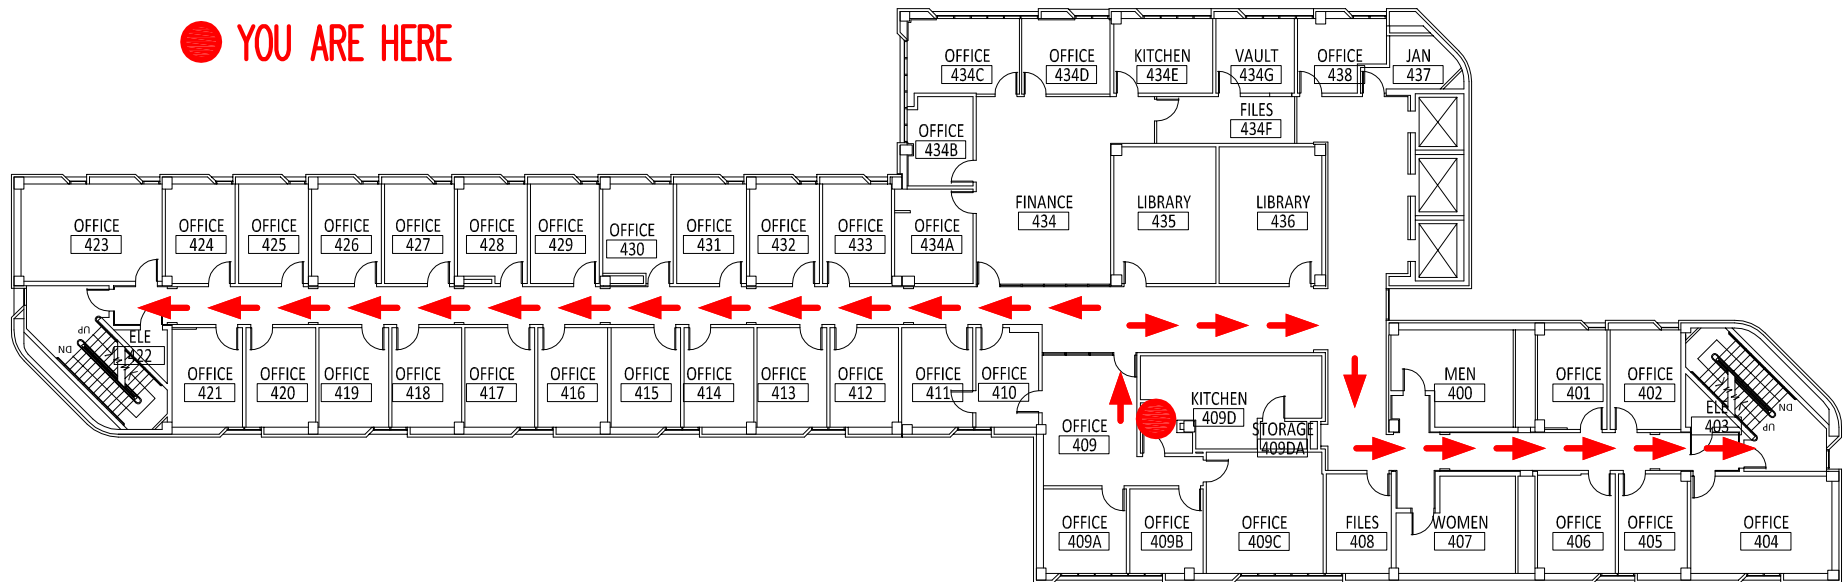 YOU ARE HERE
OFFICE
434C
OFFICE
434D
KITCHEN
434E
VAULT
434G
OFFICE
438
JAN
437
OFFICE
434B
FILES
434F
OFFICE
423
OFFICE
424
OFFICE
425
OFFICE
426
OFFICE
427
OFFICE
428
OFFICE
429
OFFICE
430
OFFICE
431
OFFICE
432
OFFICE
433
OFFICE
434A
FINANCE
434
LIBRARY
435
LIBRARY
436
UP
DN
ELE
422
OFFICE
421
OFFICE
420
OFFICE
419
OFFICE
418
OFFICE
417
OFFICE
416
OFFICE
415
OFFICE
414
OFFICE
413
OFFICE
412
OFFICE
411
OFFICE
410
OFFICE
409
KITCHEN
409D
STORAGE
409DA
MEN
400
OFFICE
401
OFFICE
402
ELE
403
DN
UP
OFFICE
409A
OFFICE
409B
OFFICE
409C
FILES
408
WOMEN
407
OFFICE
406
OFFICE
405
OFFICE
404